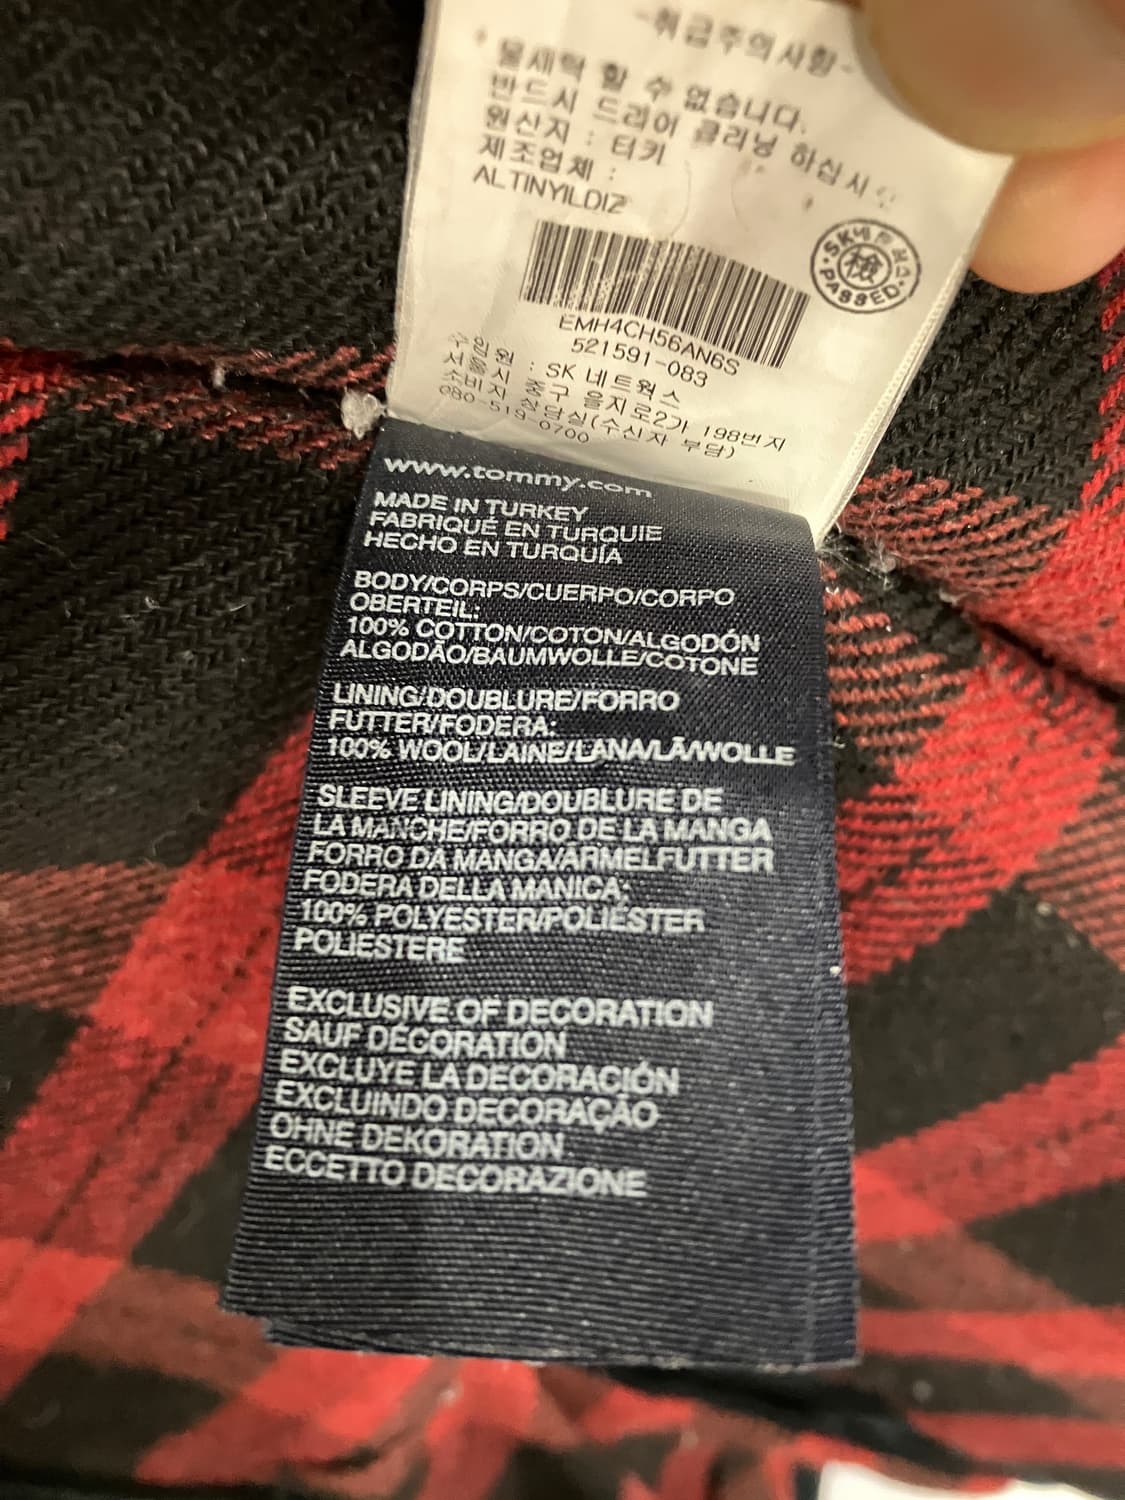 -취급주의사항-
물세탁 할 수 없습니다.
반드시 드라이 클리닝 하십시오
원산지 : 터키
제조업체 :
ALTINYILDIZ
SK네트웍스
檢
PASSED
EMH4CH56AN6S
521591-083
수입원 : SK 네트웍스
서울시 중구 을지로2가 198번지
소비자 상담실(수신자 부담)
080-519-0700
www.tommy.com
MADE IN TURKEY
FABRIQUÉ EN TURQUIE
HECHO EN TURQUÍA
BODY/CORPS/CUERPO/CORPO
OBERTEIL:
100% COTTON/COTON/ALGODÓN
ALGODÃO/BAUMWOLLE/COTONE
LINING/DOUBLURE/FORRO
FUTTER/FODERA:
100% WOOL/LAINE/LANA/LÃ/WOLLE
SLEEVE LINING/DOUBLURE DE
LA MANCHE/FORRO DE LA MANGA
FORRO DA MANGA/ÄRMELFUTTER
FODERA DELLA MANICA:
100% POLYESTER/POLIÉSTER
POLIESTERE
EXCLUSIVE OF DECORATION
SAUF DÉCORATION
EXCLUYE LA DECORACIÓN
EXCLUINDO DECORAÇÃO
OHNE DEKORATION
ECCETTO DECORAZIONE